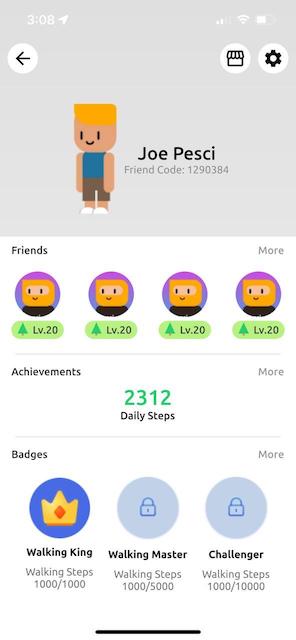 3:08
Joe Pesci
Friend Code: 1290384
Friends More
Lv.20 Lv.20 Lv.20 Lv.20
Achievements More
2312
Daily Steps
Badges More
Walking King Walking Master Challenger
Walking Steps Walking Steps Walking Steps
1000/1000 1000/5000 1000/10000